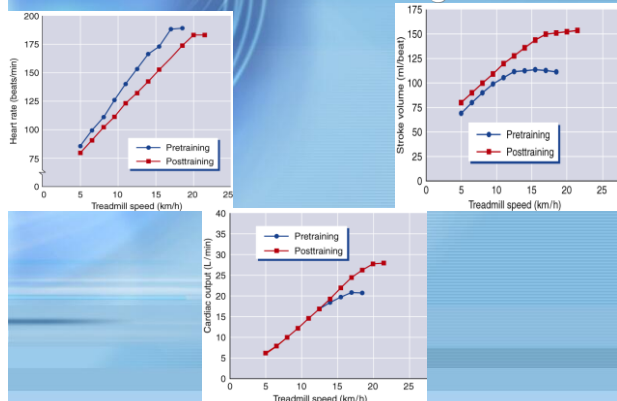 200
175
150
125
100
75
0
Heart rate (beats/min)
Pretraining
Posttraining
0 5 10 15 20 25
Treadmill speed (km/h)
175
150
125
100
75
50
25
0
Stroke volume (ml/beat)
Pretraining
Posttraining
0 5 10 15 20 25
Treadmill speed (km/h)
40
35
30
25
20
15
10
5
0
Cardiac output (L/min)
Pretraining
Posttraining
0 5 10 15 20 25
Treadmill speed (km/h)